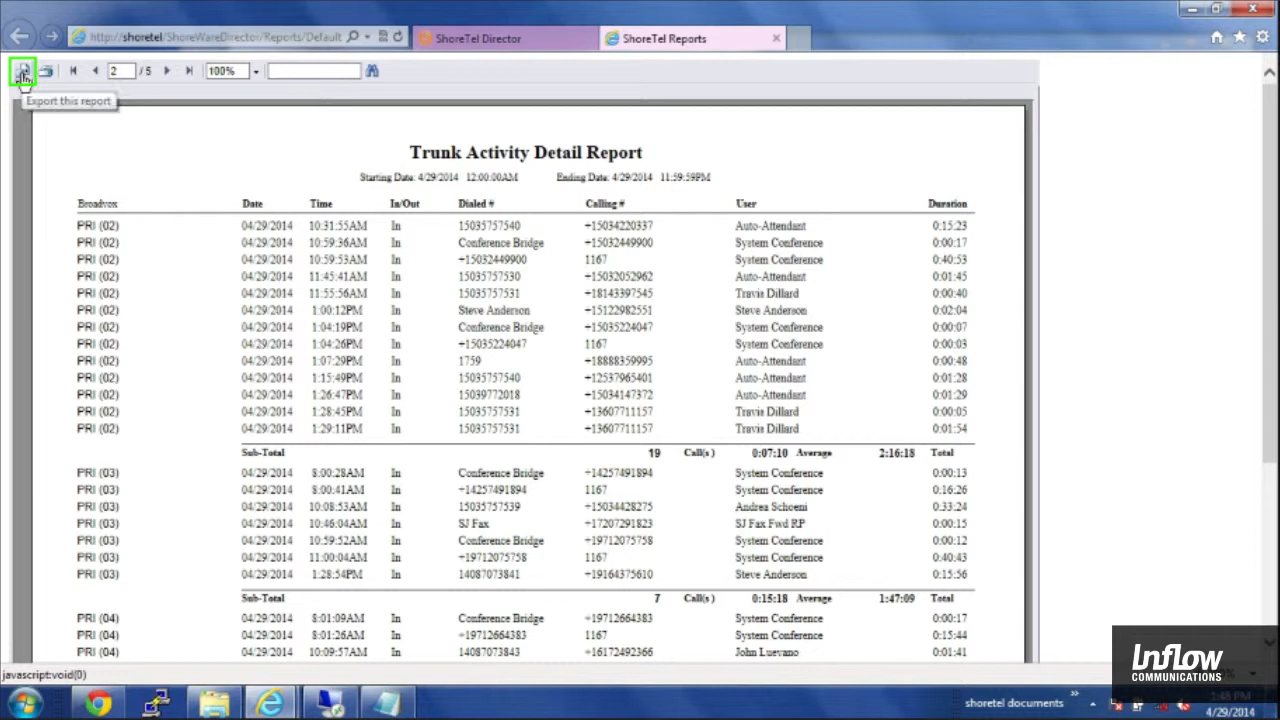 http://shoretel/ShoreWareDirector/Reports/Default
ShoreTel Director
ShoreTel Reports
2 / 5 100%
Export this report
Trunk Activity Detail Report
Starting Date: 4/29/2014 12:00:00AM Ending Date: 4/29/2014 11:59:59PM
Broadvox Date Time In/Out Dialed # Calling # User Duration
PRI (02) 04/29/2014 10:31:55AM In 15035757540 +15034220337 Auto-Attendant 0:15:23
PRI (02) 04/29/2014 10:59:36AM In Conference Bridge +15032449900 System Conference 0:00:17
PRI (02) 04/29/2014 10:59:53AM In +15032449900 1167 System Conference 0:40:53
PRI (02) 04/29/2014 11:45:41AM In 15035757530 +15032052962 Auto-Attendant 0:01:45
PRI (02) 04/29/2014 11:55:56AM In 15035757531 +18143397545 Travis Dillard 0:00:40
PRI (02) 04/29/2014 1:00:12PM In Steve Anderson +15122982551 Steve Anderson 0:02:04
PRI (02) 04/29/2014 1:04:19PM In Conference Bridge +15035224047 System Conference 0:00:07
PRI (02) 04/29/2014 1:04:26PM In +15035224047 1167 System Conference 0:00:03
PRI (02) 04/29/2014 1:07:29PM In 1759 +18888359995 Auto-Attendant 0:00:48
PRI (02) 04/29/2014 1:15:49PM In 15035757540 +12537965401 Auto-Attendant 0:01:28
PRI (02) 04/29/2014 1:26:47PM In 15039772018 +15034147372 Auto-Attendant 0:01:29
PRI (02) 04/29/2014 1:28:45PM In 15035757531 +13607711157 Travis Dillard 0:00:05
PRI (02) 04/29/2014 1:29:11PM In 15035757531 +13607711157 Travis Dillard 0:01:54
Sub-Total 19 Call(s) 0:07:10 Average 2:16:18 Total
PRI (03) 04/29/2014 8:00:28AM In Conference Bridge +14257491894 System Conference 0:00:13
PRI (03) 04/29/2014 8:00:41AM In +14257491894 1167 System Conference 0:16:26
PRI (03) 04/29/2014 10:08:53AM In 15035757539 +15034428275 Andrea Schoeni 0:33:24
PRI (03) 04/29/2014 10:46:04AM In SJ Fax +17207291823 SJ Fax Fwd RP 0:00:15
PRI (03) 04/29/2014 10:59:52AM In Conference Bridge +19712075758 System Conference 0:00:12
PRI (03) 04/29/2014 11:00:04AM In +19712075758 1167 System Conference 0:40:43
PRI (03) 04/29/2014 1:28:54PM In 14087073841 +19164375610 Steve Anderson 0:15:56
Sub-Total 7 Call(s) 0:15:18 Average 1:47:09 Total
PRI (04) 04/29/2014 8:01:09AM In Conference Bridge +19712664383 System Conference 0:00:17
PRI (04) 04/29/2014 8:01:26AM In +19712664383 1167 System Conference 0:15:44
PRI (04) 04/29/2014 10:09:57AM In 14087073843 +16172492366 John Luevano 0:01:41
javascript:void(0)
Inflow
COMMUNICATIONS
shoretel documents
1:48 PM
4/29/2014